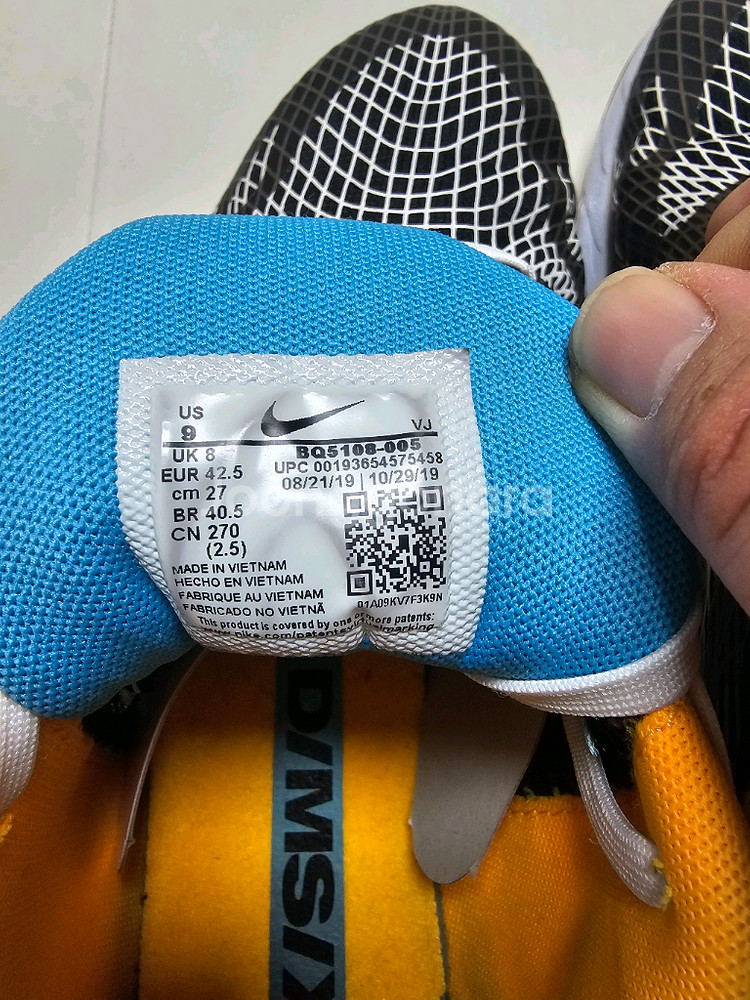 US
9
VJ
UK 8
BQ5108-005
EUR 42.5
UPC 00193654575458
cm 27
08/21/19 | 10/29/19
BR 40.5
CN 270
(2.5)
MADE IN VIETNAM
HECHO EN VIETNAM
FABRIQUE AU VIETNAM
FABRICADO NO VIETNÃ
01A09KV7F3K9N
This product is covered by one or more patents:
D/MS/X